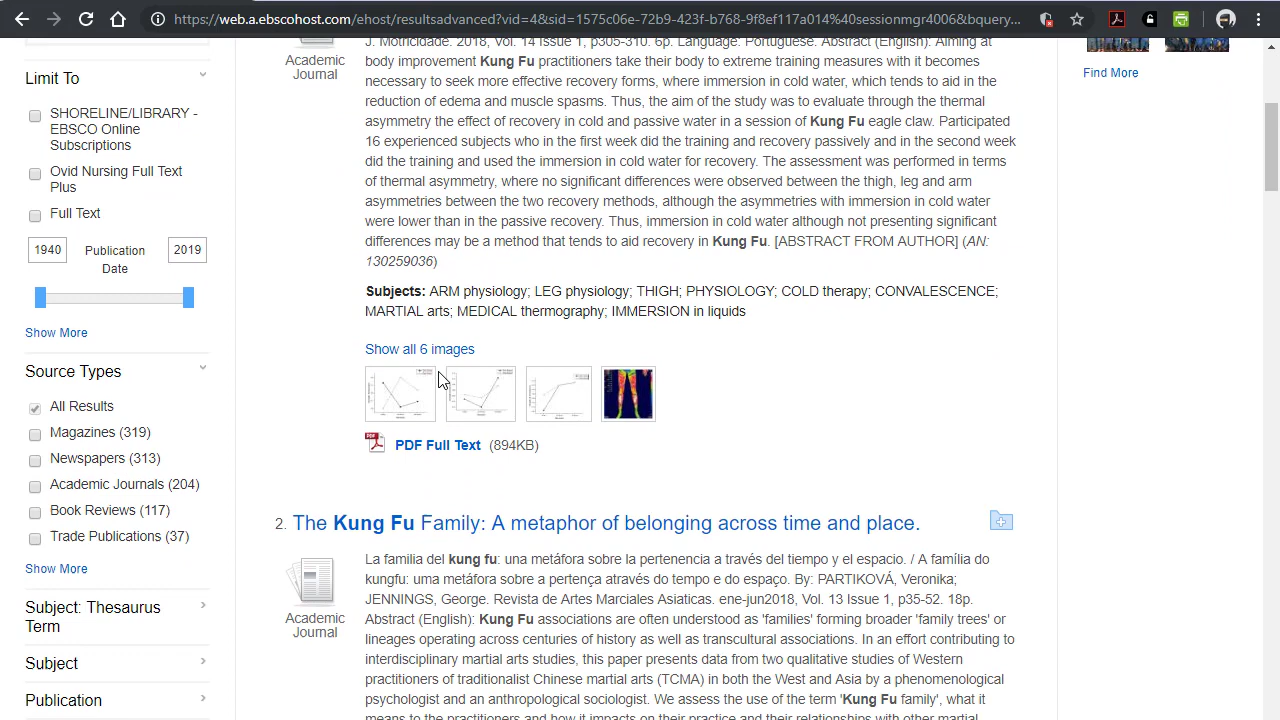 https://web.a.ebscohost.com/ehost/resultsadvanced?vid=4&sid=1575c06e-72b9-423f-b768-9f8ef117a014%40sessionmgr4006&bquery...
Limit To
SHORELINE/LIBRARY -
EBSCO Online
Subscriptions
Ovid Nursing Full Text
Plus
Full Text
1940 Publication Date 2019
Show More
Source Types
All Results
Magazines (319)
Newspapers (313)
Academic Journals (204)
Book Reviews (117)
Trade Publications (37)
Show More
Subject: Thesaurus
Term
Subject
Publication
Academic
Journal
J. Motricidade. 2018, Vol. 14 Issue 1, p305-310. 6p. Language: Portuguese. Abstract (English): Aiming at
body improvement Kung Fu practitioners take their body to extreme training measures with it becomes
necessary to seek more effective recovery forms, where immersion in cold water, which tends to aid in the
reduction of edema and muscle spasms. Thus, the aim of the study was to evaluate through the thermal
asymmetry the effect of recovery in cold and passive water in a session of Kung Fu eagle claw. Participated
16 experienced subjects who in the first week did the training and recovery passively and in the second week
did the training and used the immersion in cold water for recovery. The assessment was performed in terms
of thermal asymmetry, where no significant differences were observed between the thigh, leg and arm
asymmetries between the two recovery methods, although the asymmetries with immersion in cold water
were lower than in the passive recovery. Thus, immersion in cold water although not presenting significant
differences may be a method that tends to aid recovery in Kung Fu. [ABSTRACT FROM AUTHOR] (AN:
130259036)
Subjects: ARM physiology; LEG physiology; THIGH; PHYSIOLOGY; COLD therapy; CONVALESCENCE;
MARTIAL arts; MEDICAL thermography; IMMERSION in liquids
Show all 6 images
PDF Full Text (894KB)
2. The Kung Fu Family: A metaphor of belonging across time and place.
Academic
Journal
La familia del kung fu: una metáfora sobre la pertenencia a través del tiempo y el espacio. / A família do
kungfu: uma metáfora sobre a pertença através do tempo e do espaço. By: PARTIKOVÁ, Veronika;
JENNINGS, George. Revista de Artes Marciales Asiaticas. ene-jun2018, Vol. 13 Issue 1, p35-52. 18p.
Abstract (English): Kung Fu associations are often understood as 'families' forming broader 'family trees' or
lineages operating across centuries of history as well as transcultural associations. In an effort contributing to
interdisciplinary martial arts studies, this paper presents data from two qualitative studies of Western
practitioners of traditionalist Chinese martial arts (TCMA) in both the West and Asia by a phenomenological
psychologist and an anthropological sociologist. We assess the use of the term 'Kung Fu family', what it
means to the practitioners and how it impacts on their practice and their relationships with other martial
Find More